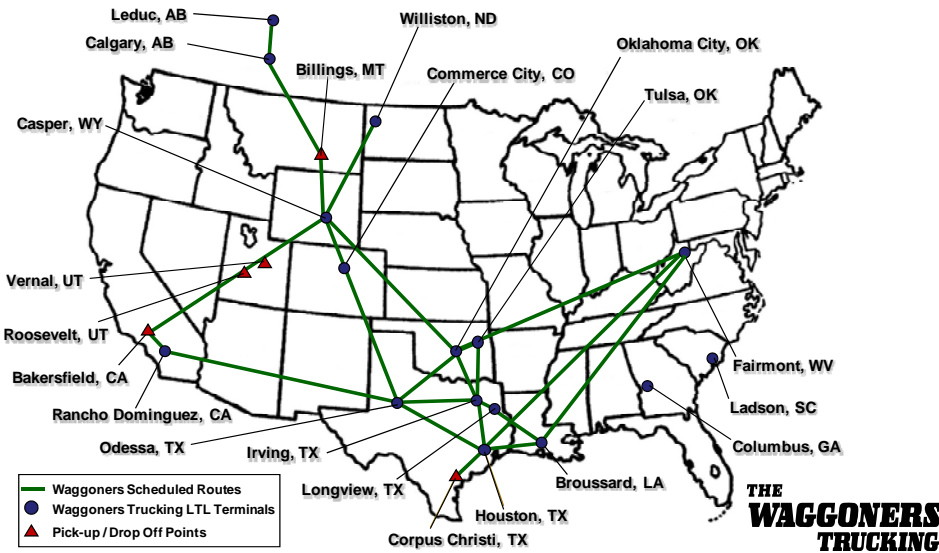 Leduc, AB
Williston, ND
Calgary, AB
Oklahoma City, OK
Billings, MT
Commerce City, CO
Tulsa, OK
Casper, WY
Vernal, UT
Roosevelt, UT
Fairmont, WV
Bakersfield, CA
Ladson, SC
Rancho Dominguez, CA
Odessa, TX
Columbus, GA
Irving, TX
Longview, TX
Broussard, LA
Houston, TX
Corpus Christi, TX
Waggoners Scheduled Routes
Waggoners Trucking LTL Terminals
Pick-up / Drop Off Points
THE
WAGGONERS
TRUCKING